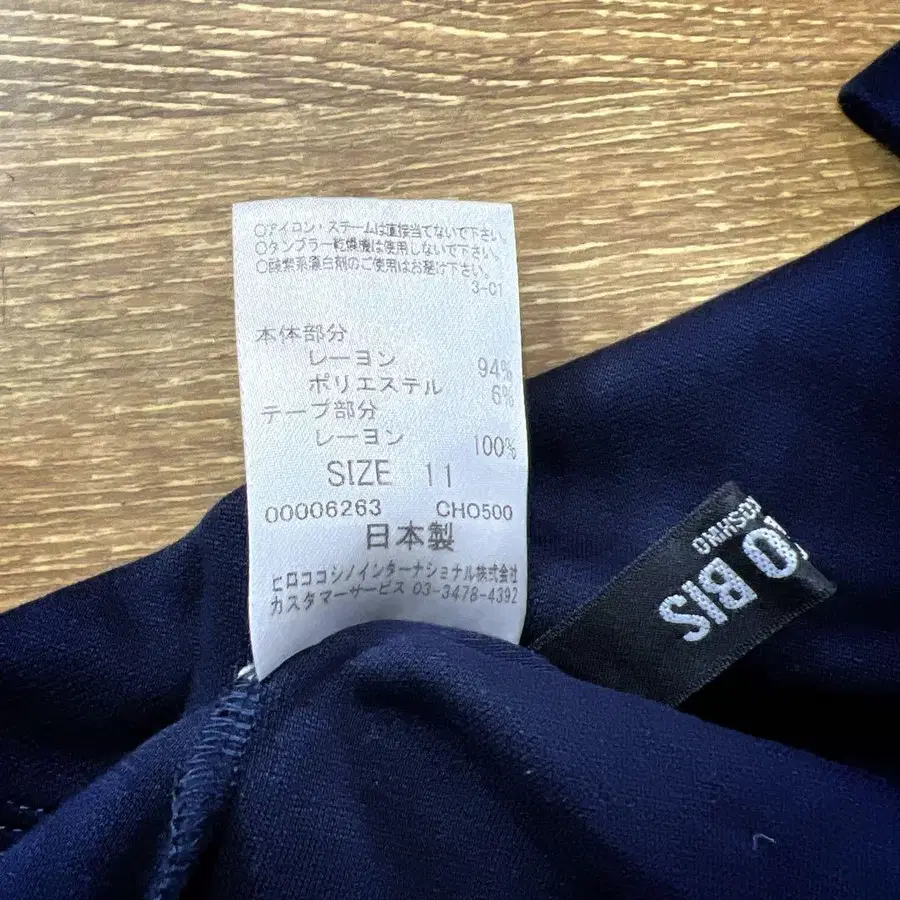 ○アイロン・スチームは直接当てないで下さい。
○タンブラー乾燥機は使用しないで下さい。
○酸素系漂白剤のご使用はお避け下さい。
3-01
本体部分
レーヨン 94%
ポリエステル 6%
テープ部分
レーヨン 100%
SIZE 11
00006263 CHO500
日本製
ヒロココシノインターナショナル株式会社
カスタマーサービス 03-3478-4392
OSHINO
O BIS